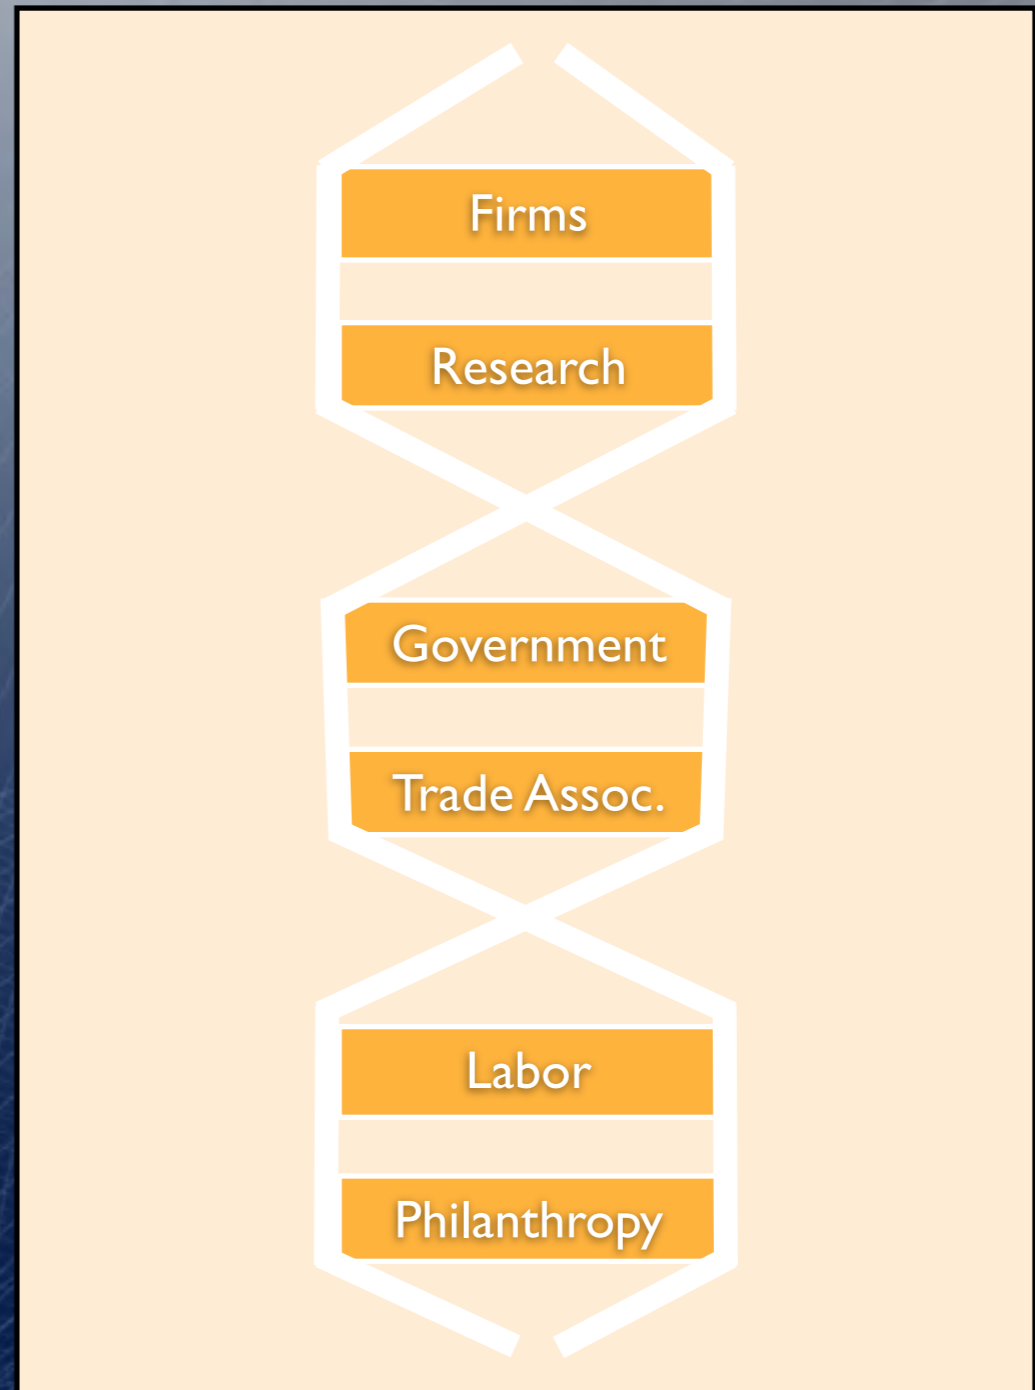 Firms
Research
Government
Trade Assoc.
Labor
Philanthropy